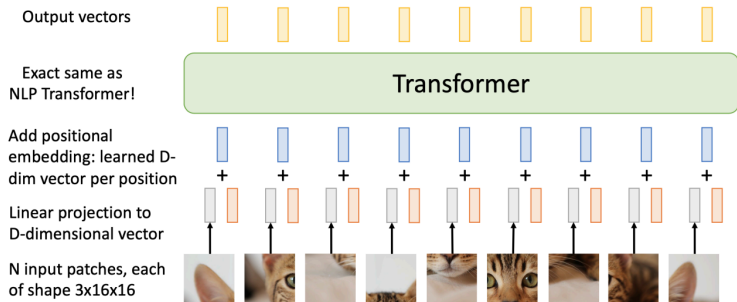 Output vectors
Exact same as
NLP Transformer!
Transformer
Add positional
embedding: learned D-
dim vector per position
+ + + + + + + + +
Linear projection to
D-dimensional vector
N input patches, each
of shape 3x16x16